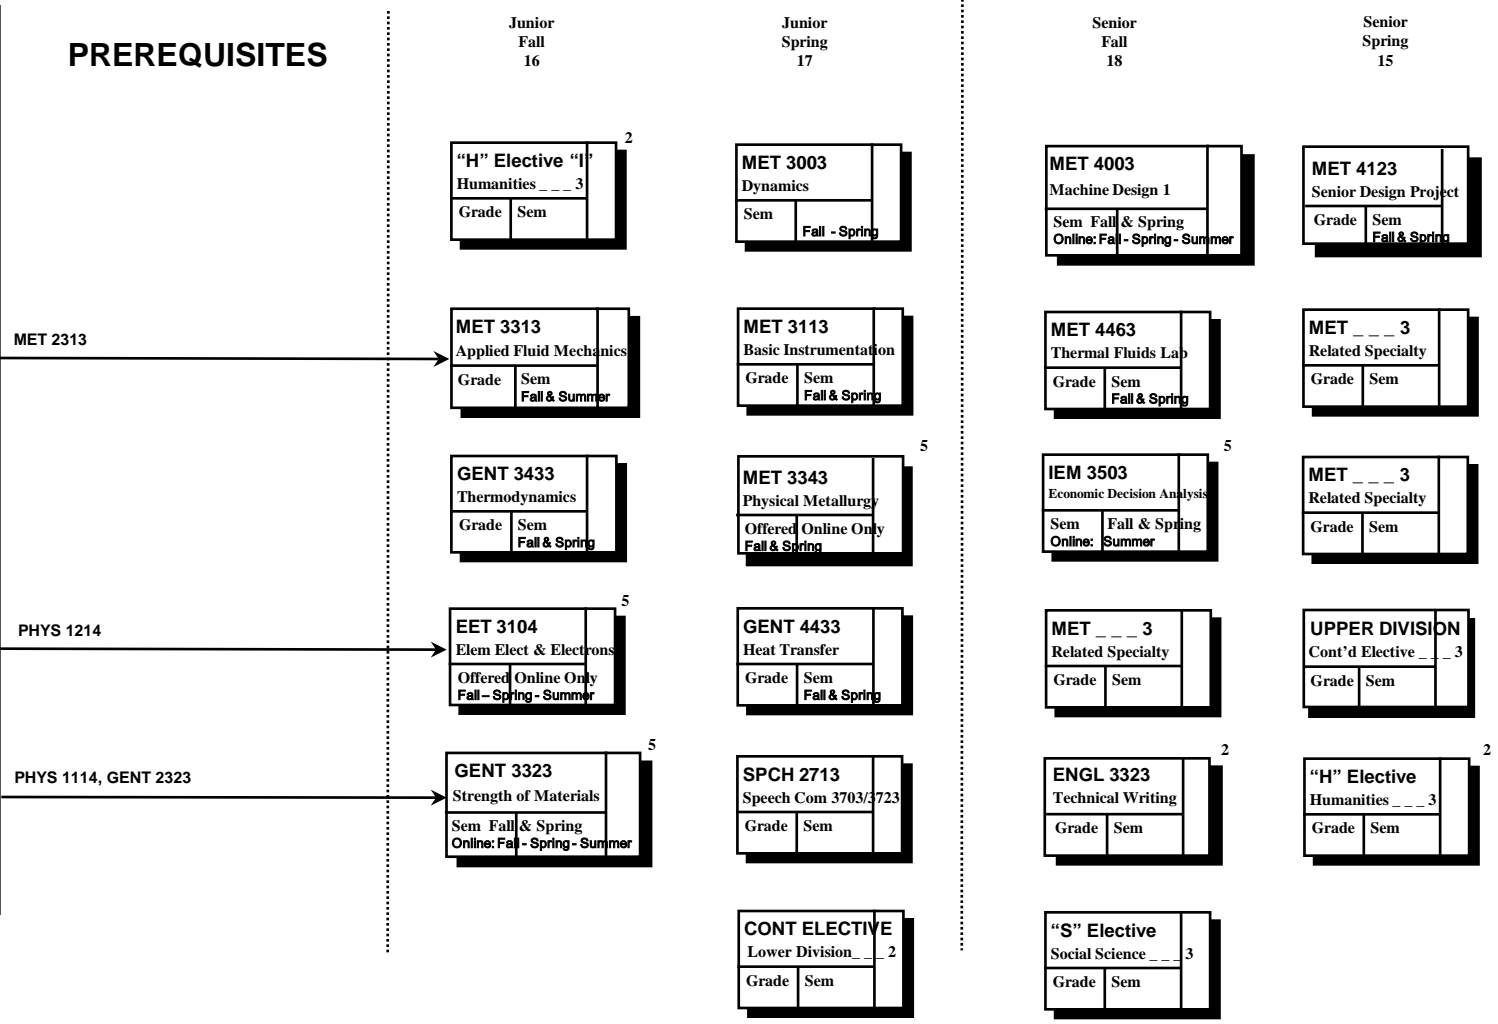 PREREQUISITES
Junior
Fall
16
Junior
Spring
17
Senior
Fall
18
Senior
Spring
15
2
“H” Elective “I”
Humanities _ _ _ 3
Grade Sem
MET 3003
Dynamics
Sem
Fall - Spring
MET 4003
Machine Design 1
Sem Fall & Spring
Online: Fall - Spring - Summer
MET 4123
Senior Design Project
Grade Sem
Fall & Spring
MET 2313
MET 3313
Applied Fluid Mechanics
Grade Sem
Fall & Summer
MET 3113
Basic Instrumentation
Grade Sem
Fall & Spring
MET 4463
Thermal Fluids Lab
Grade Sem
Fall & Spring
MET _ _ _ 3
Related Specialty
Grade Sem
GENT 3433
Thermodynamics
Grade Sem
Fall & Spring
5
MET 3343
Physical Metallurgy
Offered Online Only
Fall & Spring
5
IEM 3503
Economic Decision Analysis
Sem Fall & Spring
Online: Summer
MET _ _ _ 3
Related Specialty
Grade Sem
PHYS 1214
5
EET 3104
Elem Elect & Electrons
Offered Online Only
Fall – Spring - Summer
GENT 4433
Heat Transfer
Grade Sem
Fall & Spring
MET _ _ _ 3
Related Specialty
Grade Sem
UPPER DIVISION
Cont’d Elective _ _ _ 3
Grade Sem
PHYS 1114, GENT 2323
5
GENT 3323
Strength of Materials
Sem Fall & Spring
Online: Fall - Spring - Summer
SPCH 2713
Speech Com 3703/3723
Grade Sem
2
ENGL 3323
Technical Writing
Grade Sem
2
“H” Elective
Humanities _ _ _ 3
Grade Sem
CONT ELECTIVE
Lower Division_ _ _ 2
Grade Sem
“S” Elective
Social Science _ _ _ 3
Grade Sem